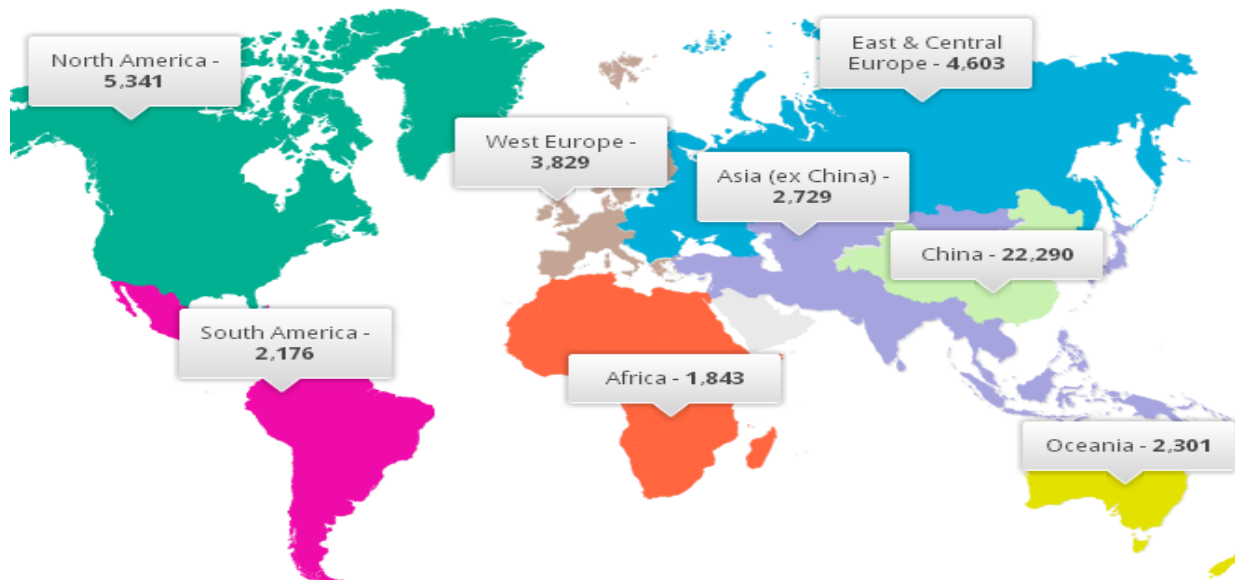 North America -
5,341
East & Central
Europe - 4,603
West Europe -
3,829
Asia (ex China) -
2,729
China - 22,290
South America -
2,176
Africa - 1,843
Oceania - 2,301